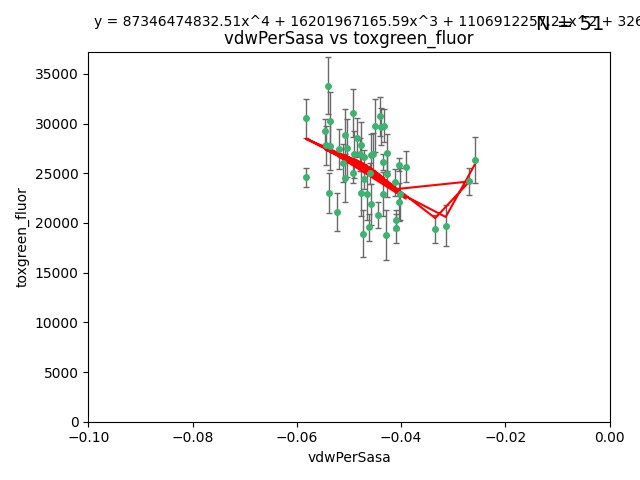 y = 87346474832.51x^4 + 16201967165.59x^3 + 1106912257.21x^2 + 326
N = 51
vdwPerSasa vs toxgreen_fluor
35000
30000
25000
20000
15000
10000
5000
0
toxgreen_fluor
−0.10
−0.08
−0.06
−0.04
−0.02
0.00
vdwPerSasa